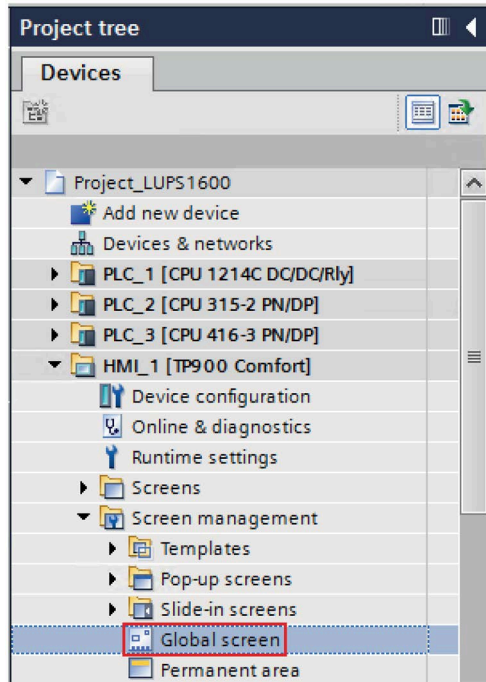 Project tree
Devices
Project_LUPS1600
Add new device
Devices & networks
PLC_1 [CPU 1214C DC/DC/Rly]
PLC_2 [CPU 315-2 PN/DP]
PLC_3 [CPU 416-3 PN/DP]
HMI_1 [TP900 Comfort]
Device configuration
Online & diagnostics
Runtime settings
Screens
Screen management
Templates
Pop-up screens
Slide-in screens
Global screen
Permanent area